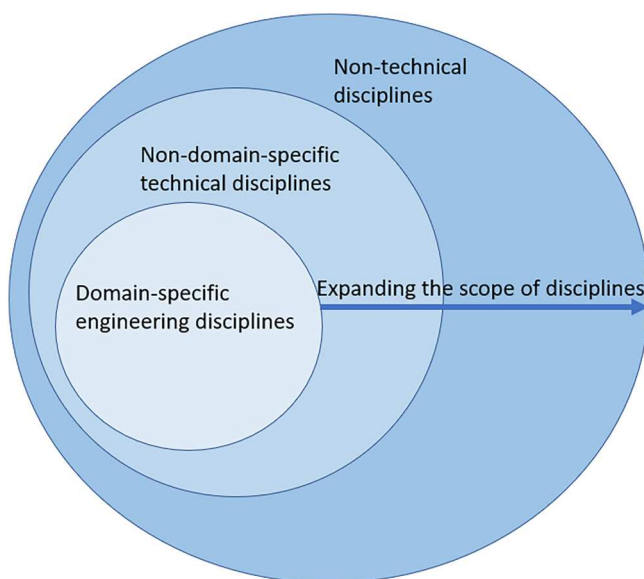 Non-technical
disciplines
Non-domain-specific
technical disciplines
Domain-specific
engineering disciplines
Expanding the scope of disciplines